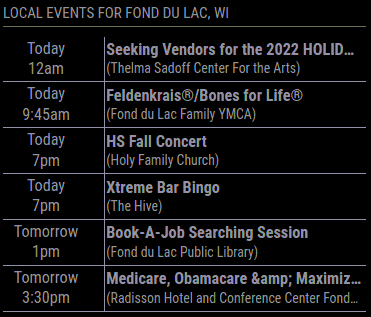 LOCAL EVENTS FOR FOND DU LAC, WI
Today
12am
Seeking Vendors for the 2022 HOLID...
(Thelma Sadoff Center For the Arts)
Today
9:45am
Feldenkrais®/Bones for Life®
(Fond du Lac Family YMCA)
Today
7pm
HS Fall Concert
(Holy Family Church)
Today
7pm
Xtreme Bar Bingo
(The Hive)
Tomorrow
1pm
Book-A-Job Searching Session
(Fond du Lac Public Library)
Tomorrow
3:30pm
Medicare, Obamacare &amp; Maximiz...
(Radisson Hotel and Conference Center Fond...